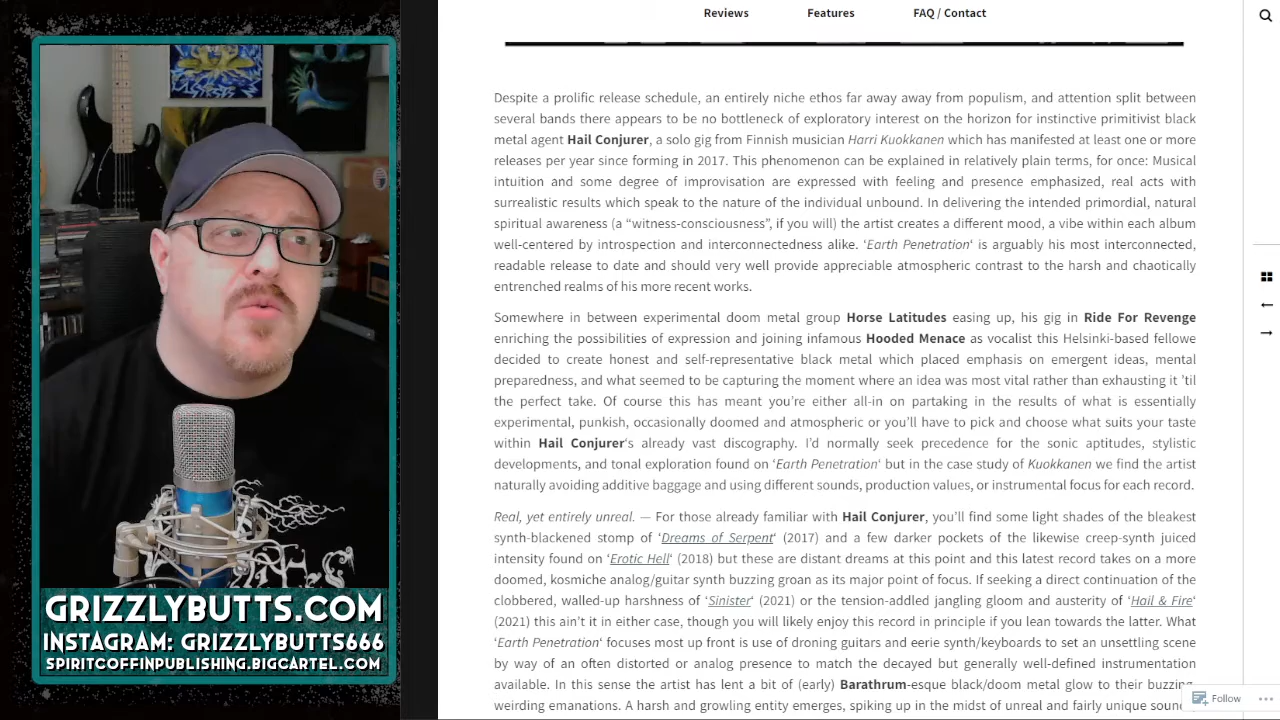 Reviews Features FAQ / Contact
Despite a prolific release schedule, an entirely niche ethos far away away from populism, and attention split between
several bands there appears to be no bottleneck of exploratory interest on the horizon for instinctive primitivist black
metal agent Hail Conjurer, a solo gig from Finnish musician Harri Kuokkanen which has manifested at least one or more
releases per year since forming in 2017. This phenomenon can be explained in relatively plain terms, for once: Musical
intuition and some degree of improvisation are expressed with feeling and presence emphasized, real acts with
surrealistic results which speak to the nature of the individual unbound. In delivering the intended primordial, natural
spiritual awareness (a “witness-consciousness”, if you will) the artist creates a different mood, a vibe within each album
well-centered by introspection and interconnectedness alike. ‘Earth Penetration‘ is arguably his most interconnected,
readable release to date and should very well provide appreciable atmospheric contrast to the harsh and chaotically
entrenched realms of his more recent works.
Somewhere in between experimental doom metal group Horse Latitudes easing up, his gig in Ride For Revenge
enriching the possibilities of expression and joining infamous Hooded Menace as vocalist this Helsinki-based fellowe
decided to create honest and self-representative black metal which placed emphasis on emergent ideas, mental
preparedness, and what seemed to be capturing the moment where an idea was most vital rather than exhausting it ’til
the perfect take. Of course this has meant you’re either all-in on partaking in the results of what is essentially
experimental, punkish, occasionally doomed and atmospheric or you’ll have to pick and choose what suits your taste
within Hail Conjurer‘s already vast discography. I’d normally seek precedence for the sonic aptitudes, stylistic
developments, and tonal exploration found on ‘Earth Penetration‘ but in the case study of Kuokkanen we find the artist
naturally avoiding additive baggage and using different sounds, production values, or instrumental focus for each record.
Real, yet entirely unreal. — For those already familiar with Hail Conjurer, you’ll find some light shades of the bleakest
synth-blackened stomp of ‘Dreams of Serpent‘ (2017) and a few darker pockets of the likewise creep-synth juiced
intensity found on ‘Erotic Hell‘ (2018) but these are distant dreams at this point and this latest record takes on a more
doomed, kosmiche analog/guitar synth buzzing groan as its major point of focus. If seeking a direct continuation of the
clobbered, walled-up harshness of ‘Sinister‘ (2021) or the tension-addled jangling gloom and austerity of ‘Hail & Fire‘
(2021) this ain’t it in either case, though you will likely enjoy this record in principle if you lean towards the latter. What
‘Earth Penetration‘ focuses most up front is use of droning guitars and eerie synth/keyboards to set an unsettling scene
by way of an often distorted or analog presence to match the decayed but generally well-defined instrumentation
available. In this sense the artist has lent a bit of (early) Barathrum-esque black/doom metal glow to their buzzing,
weirding emanations. A harsh and growling entity emerges, spiking up in the midst of unreal and fairly unique sound,
Follow
GRIZZLYBUTTS.COM
INSTAGRAM: GRIZZLYBUTTS666
SPIRITCOFFINPUBLISHING.BIGCARTEL.COM